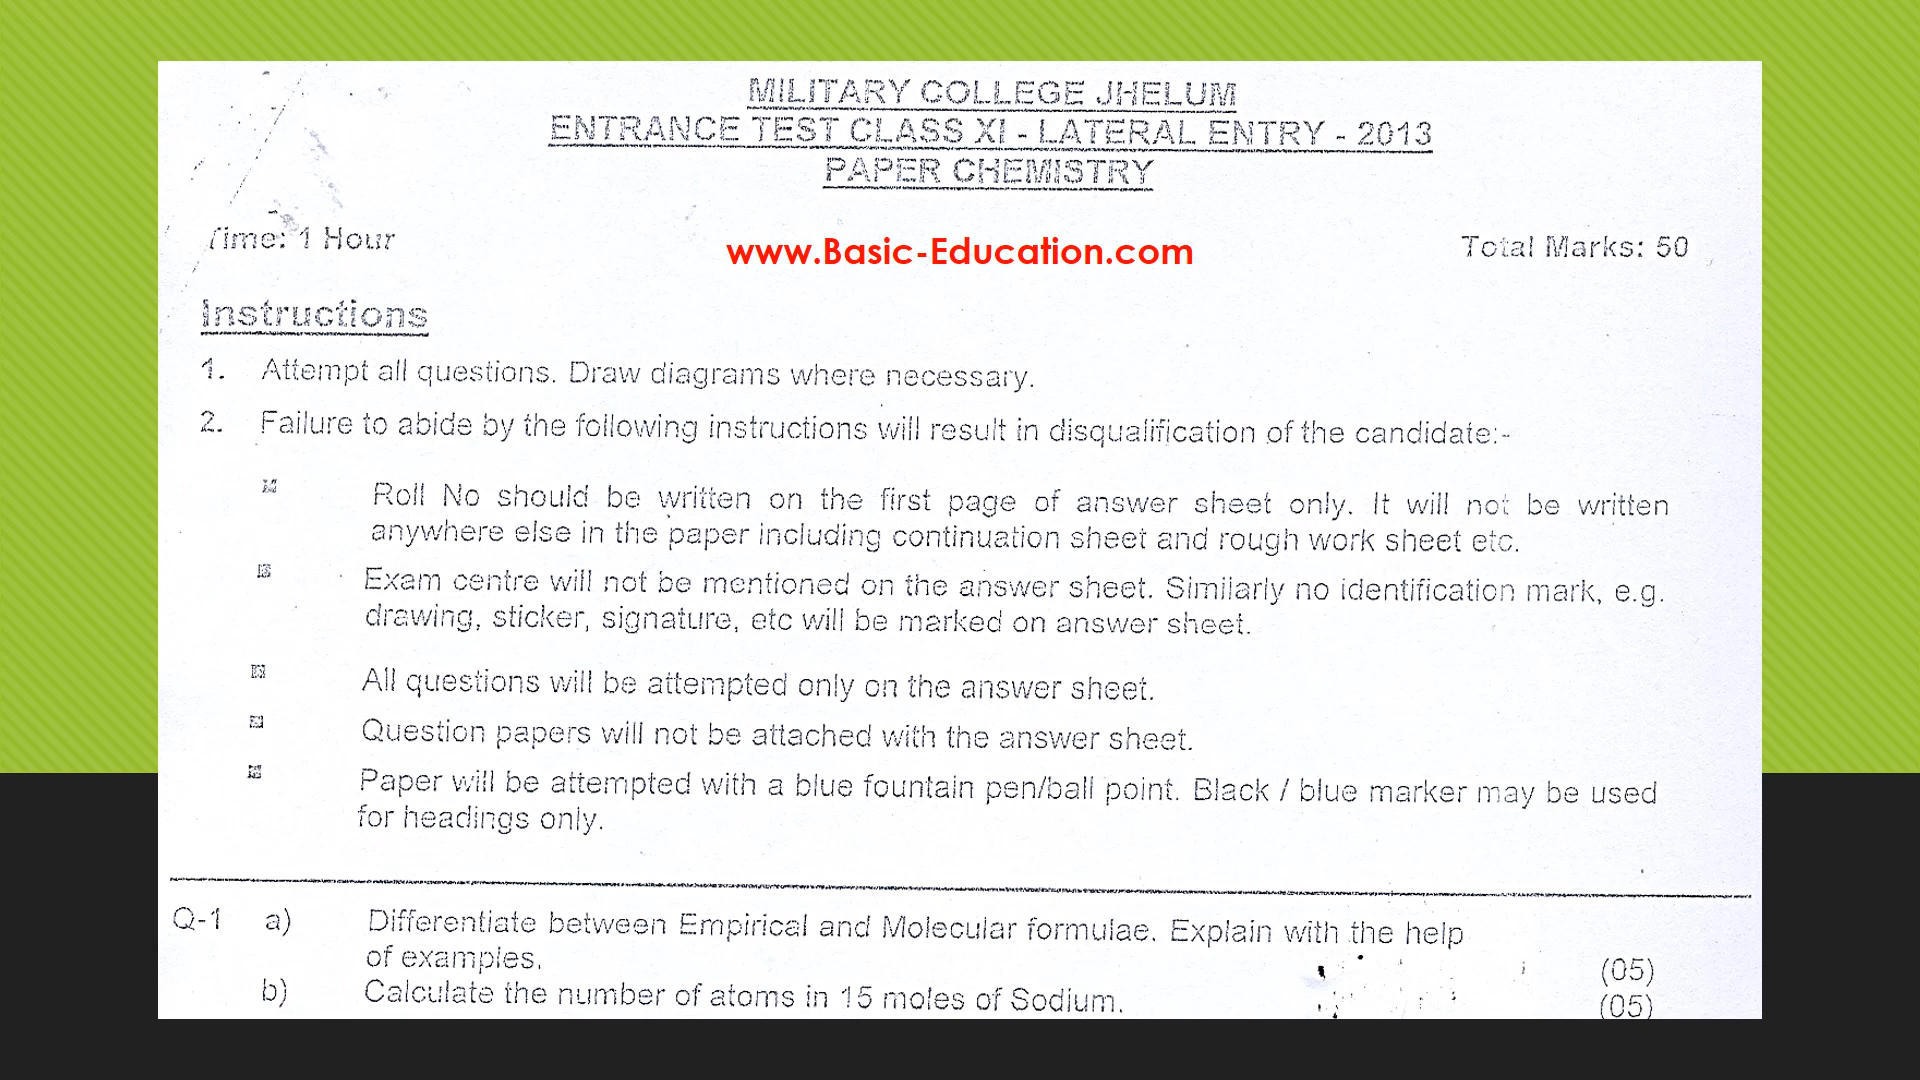 MILITARY COLLEGE JHELUM
ENTRANCE TEST CLASS XI - LATERAL ENTRY - 2013
PAPER CHEMISTRY
Time: 1 Hour
www.Basic-Education.com
Total Marks: 50
Instructions
1. Attempt all questions. Draw diagrams where necessary.
2. Failure to abide by the following instructions will result in disqualification of the candidate:-
Roll No should be written on the first page of answer sheet only. It will not be written
anywhere else in the paper including continuation sheet and rough work sheet etc.
Exam centre will not be mentioned on the answer sheet. Similarly no identification mark, e.g.
drawing, sticker, signature, etc will be marked on answer sheet.
All questions will be attempted only on the answer sheet.
Question papers will not be attached with the answer sheet.
Paper will be attempted with a blue fountain pen/ball point. Black / blue marker may be used
for headings only.
Q-1 a) Differentiate between Empirical and Molecular formulae. Explain with the help
of examples. (05)
b) Calculate the number of atoms in 15 moles of Sodium. (05)